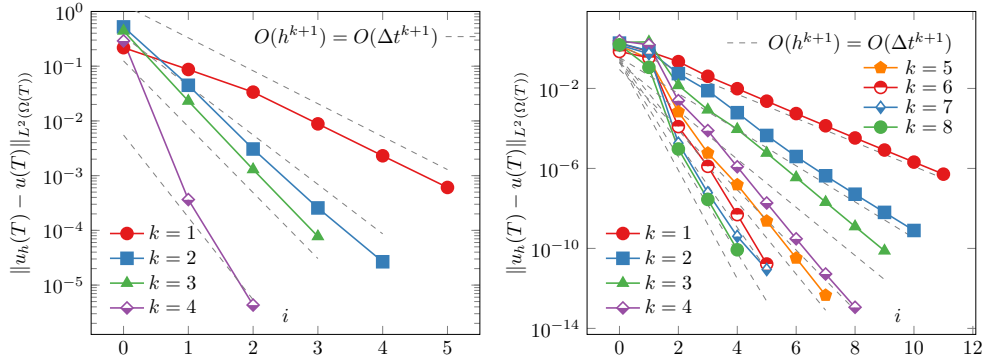 ‖u_h(T) − u(T)‖_{L²(Ω(T))}
10^0
10^{−1}
10^{−2}
10^{−3}
10^{−4}
10^{−5}
O(h^{k+1}) = O(Δt^{k+1})
k = 1
k = 2
k = 3
k = 4
i
0 1 2 3 4 5
‖u_h(T) − u(T)‖_{L²(Ω(T))}
10^{−2}
10^{−6}
10^{−10}
10^{−14}
O(h^{k+1}) = O(Δt^{k+1})
k = 5
k = 6
k = 7
k = 8
k = 1
k = 2
k = 3
k = 4
i
0 2 4 6 8 10 12